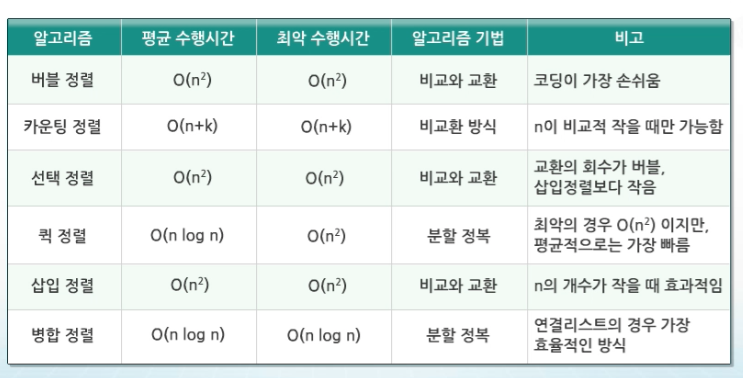 알고리즘 평균 수행시간 최악 수행시간 알고리즘 기법 비고
버블 정렬 O(n²) O(n²) 비교와 교환 코딩이 가장 손쉬움
카운팅 정렬 O(n+k) O(n+k) 비교환 방식 n이 비교적 작을 때만 가능함
선택 정렬 O(n²) O(n²) 비교와 교환 교환의 회수가 버블,
삽입정렬보다 작음
퀵 정렬 O(n log n) O(n²) 분할 정복 최악의 경우 O(n²) 이지만,
평균적으로는 가장 빠름
삽입 정렬 O(n²) O(n²) 비교와 교환 n의 개수가 작을 때 효과적임
병합 정렬 O(n log n) O(n log n) 분할 정복 연결리스트의 경우 가장
효율적인 방식